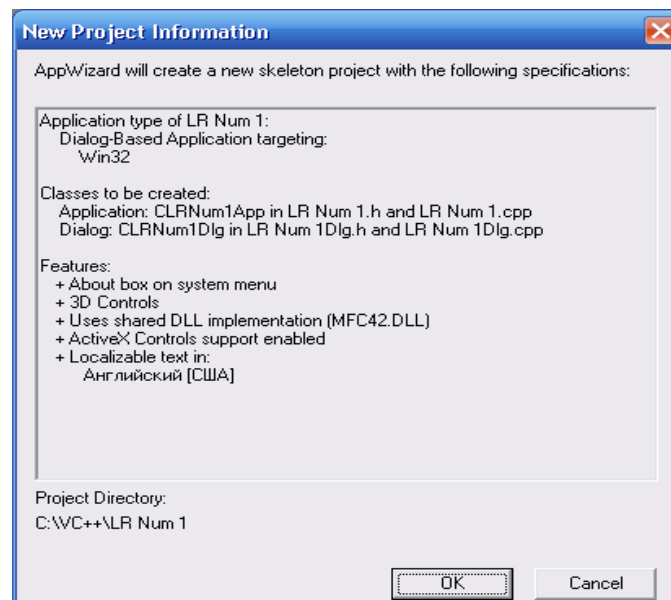 New Project Information
AppWizard will create a new skeleton project with the following specifications:
Application type of LR Num 1:
Dialog-Based Application targeting:
Win32
Classes to be created:
Application: CLRNum1App in LR Num 1.h and LR Num 1.cpp
Dialog: CLRNum1Dlg in LR Num 1Dlg.h and LR Num 1Dlg.cpp
Features:
+ About box on system menu
+ 3D Controls
+ Uses shared DLL implementation (MFC42.DLL)
+ ActiveX Controls support enabled
+ Localizable text in:
Английский [США]
Project Directory:
C:\VC++\LR Num 1
OK
Cancel